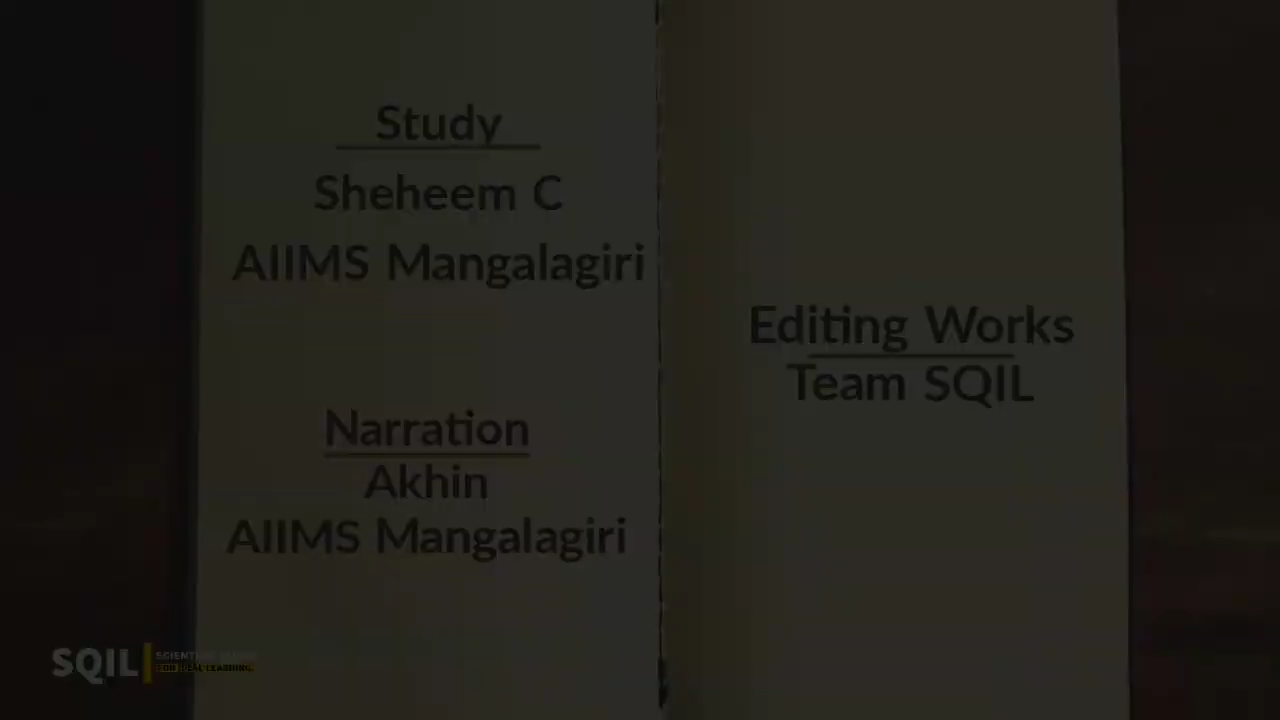 Study
Sheheem C
AIIMS Mangalagiri
Narration
Akhin
AIIMS Mangalagiri
Editing Works
Team SQIL
SQIL